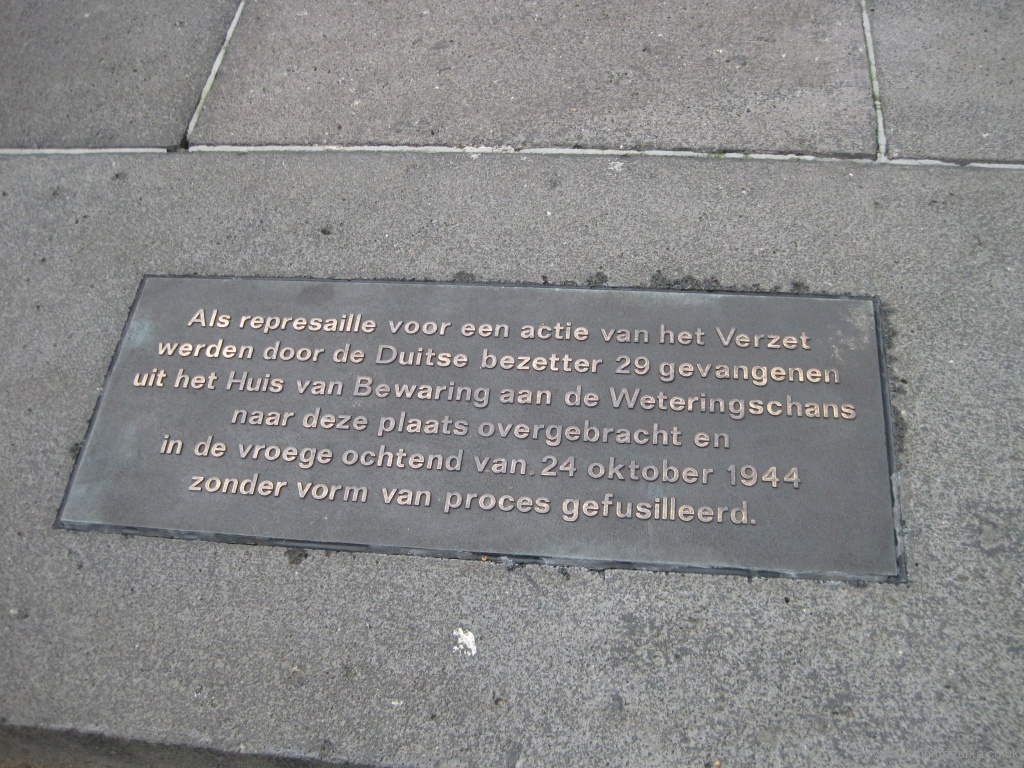 Als represaille voor een actie van het Verzet
werden door de Duitse bezetter 29 gevangenen
uit het Huis van Bewaring aan de Weteringschans
naar deze plaats overgebracht en
in de vroege ochtend van. 24 oktober 1944
zonder vorm van proces gefusilleerd.